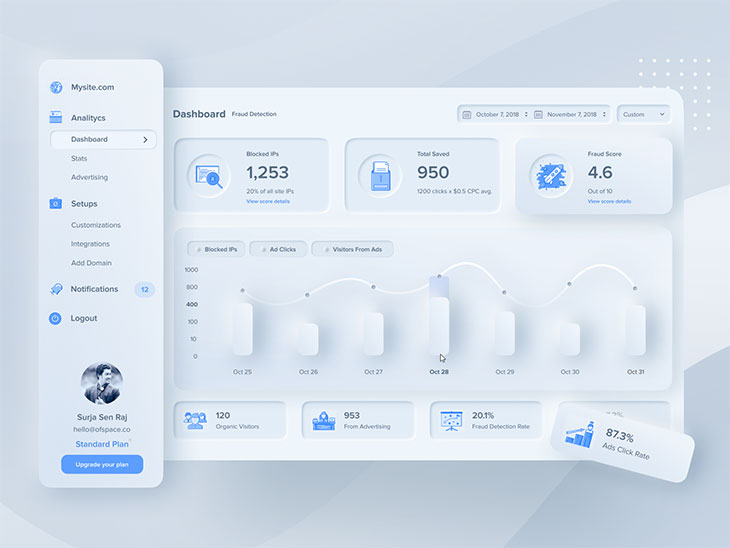 Mysite.com
Analitycs
Dashboard
Stats
Advertising
Setups
Customizations
Integrations
Add Domain
Notifications 12
Logout
Surja Sen Raj
hello@ofspace.co
Standard Plan
Upgrade your plan
Dashboard Fraud Detection
October 7, 2018 November 7, 2018 Custom
Blocked IPs
1,253
20% of all site IPs
View score details
Total Saved
950
1200 clicks x $0.5 CPC avg.
Fraud Score
4.6
Out of 10
View score details
Blocked IPs Ad Clicks Visitors From Ads
1000
800
400
100
10
0
Oct 25 Oct 26 Oct 27 Oct 28 Oct 29 Oct 30 Oct 31
120
Organic Visitors
953
From Advertising
20.1%
Fraud Detection Rate
87.3%
Ads Click Rate